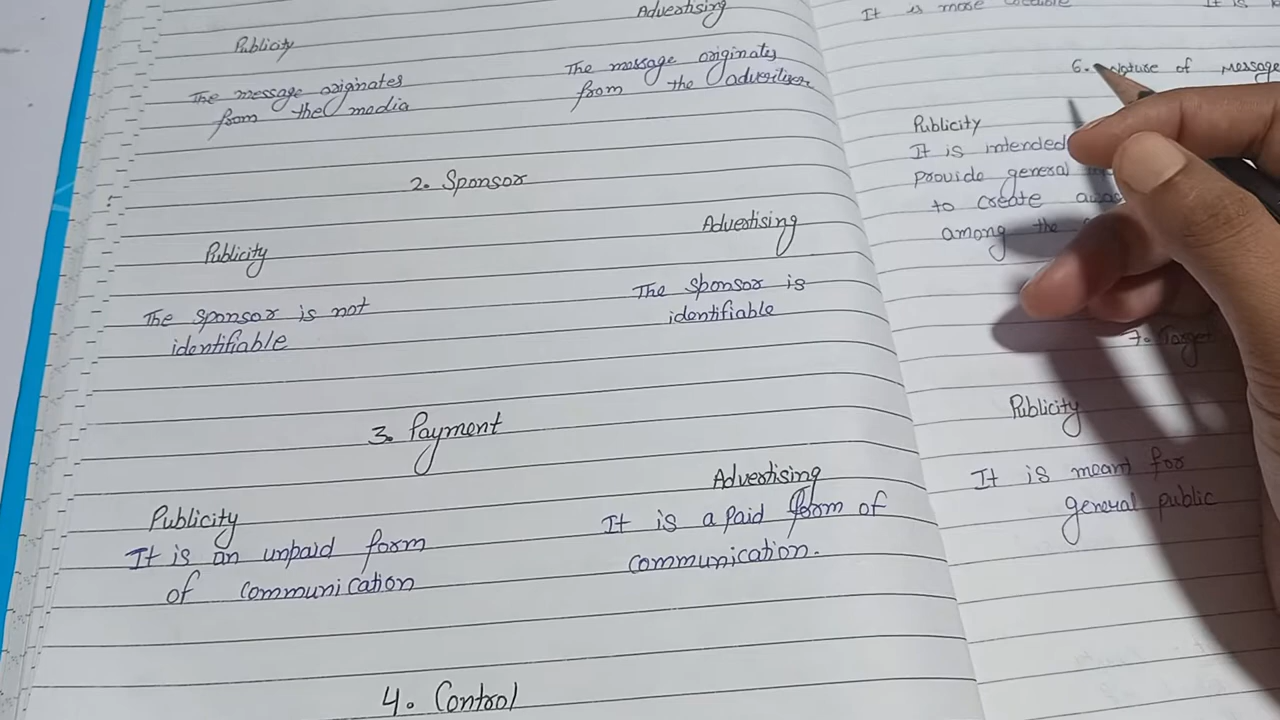 Advertising
Publicity
The message originates
from the media
The message originates
from the advertiser
2. Sponsor
Publicity
Advertising
The sponsor is not
identifiable
The sponsor is
identifiable
3. Payment
Publicity
Advertising
It is an unpaid form
of communication
It is a paid form of
communication.
4. Control
It is more
It is
6. Nature of Message
Publicity
It is intended
provide general
to create
among the
7. Target
Publicity
It is meant for
general public